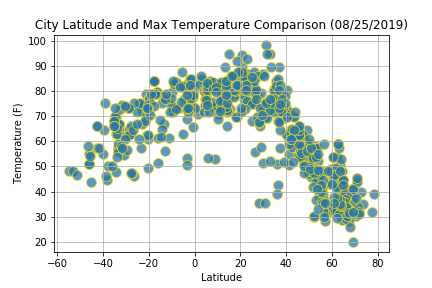 City Latitude and Max Temperature Comparison (08/25/2019)
100
90
80
70
60
50
40
30
20
Temperature (F)
−60 −40 −20 0 20 40 60 80
Latitude